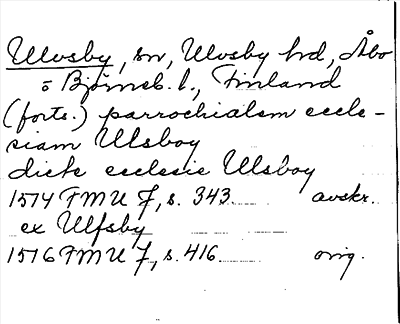 Ulvsby, sn, Ulvsby hrd, Åbo
o Björneb. l., Finland
(forts.) parrochialem eccle-
siam Ulsboy
dicte ecclesie Ulsboy
1514 FMU 7, s. 343. avskr.
ex Ulfsby
1516 FMU 7, s. 416. orig.